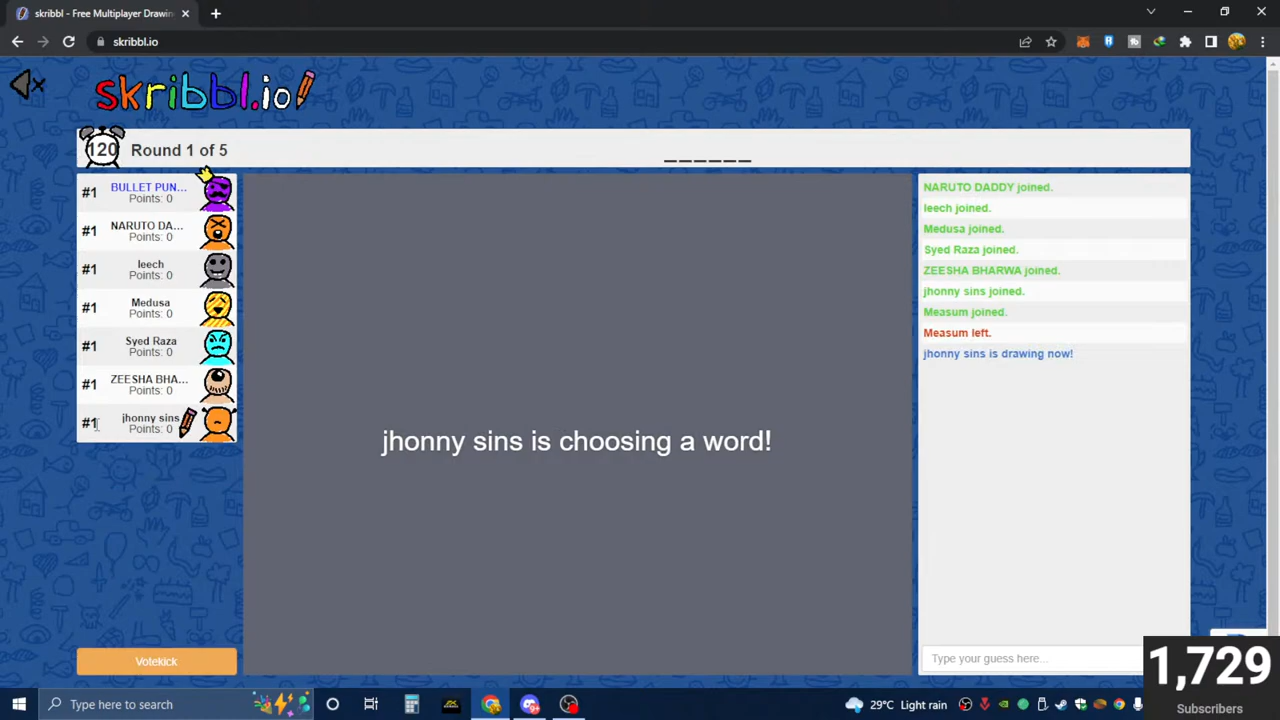 skribbl - Free Multiplayer Drawin
skribbl.io
skribbl.io
120
Round 1 of 5
______
#1
BULLET PUN...
Points: 0
#1
NARUTO DA...
Points: 0
#1
leech
Points: 0
#1
Medusa
Points: 0
#1
Syed Raza
Points: 0
#1
ZEESHA BHA...
Points: 0
#1
jhonny sins
Points: 0
Votekick
jhonny sins is choosing a word!
NARUTO DADDY joined.
leech joined.
Medusa joined.
Syed Raza joined.
ZEESHA BHARWA joined.
jhonny sins joined.
Measum joined.
Measum left.
jhonny sins is drawing now!
Type your guess here...
1,729
Subscribers
Type here to search
29°C Light rain